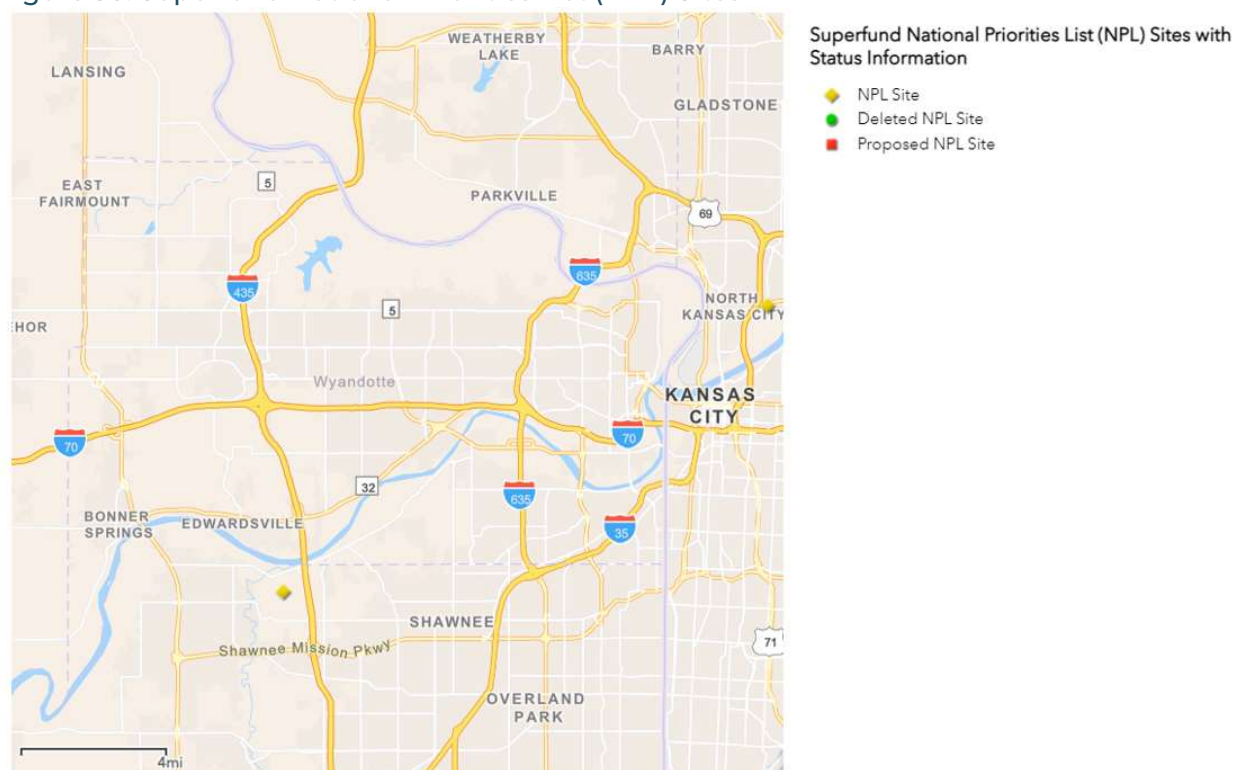 Superfund National Priorities List (NPL) Sites with
Status Information
NPL Site
Deleted NPL Site
Proposed NPL Site
WEATHERBY
LAKE
BARRY
LANSING
GLADSTONE
5
EAST
FAIRMOUNT
PARKVILLE
69
635
435
NORTH
KANSAS CITY
5
HOR
Wyandotte
KANSAS
CITY
70
70
32
635
BONNER
SPRINGS
EDWARDSVILLE
35
SHAWNEE
Shawnee Mission Pkwy
71
OVERLAND
PARK
4mi